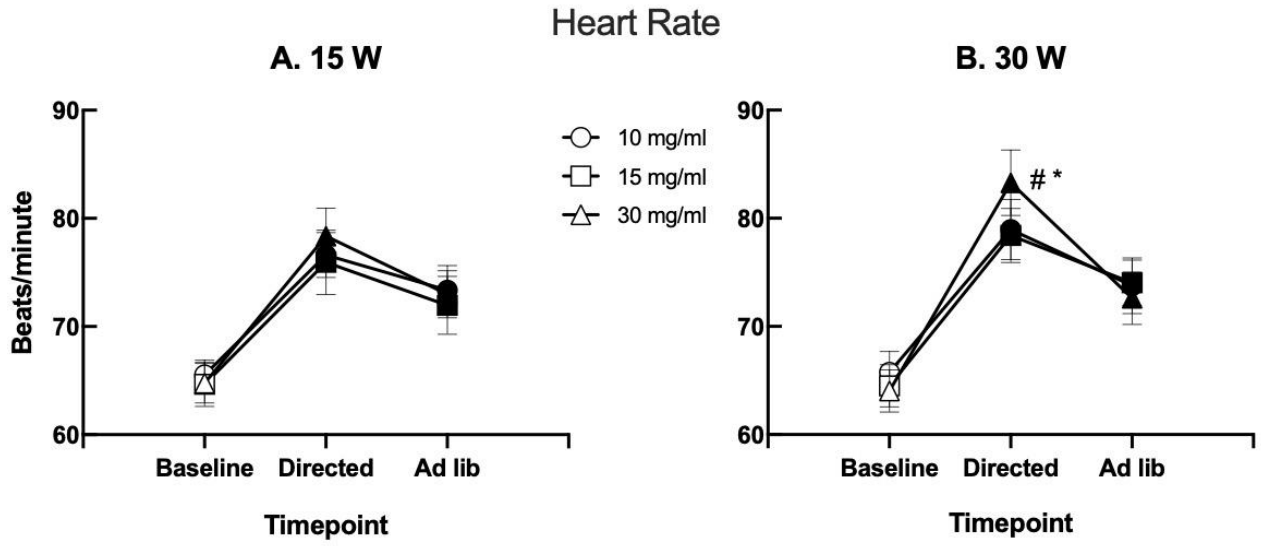 Heart Rate
A. 15 W
B. 30 W
90
80
70
60
Beats/minute
Baseline
Directed
Ad lib
Timepoint
10 mg/ml
15 mg/ml
30 mg/ml
90
80
70
60
# *
Baseline
Directed
Ad lib
Timepoint